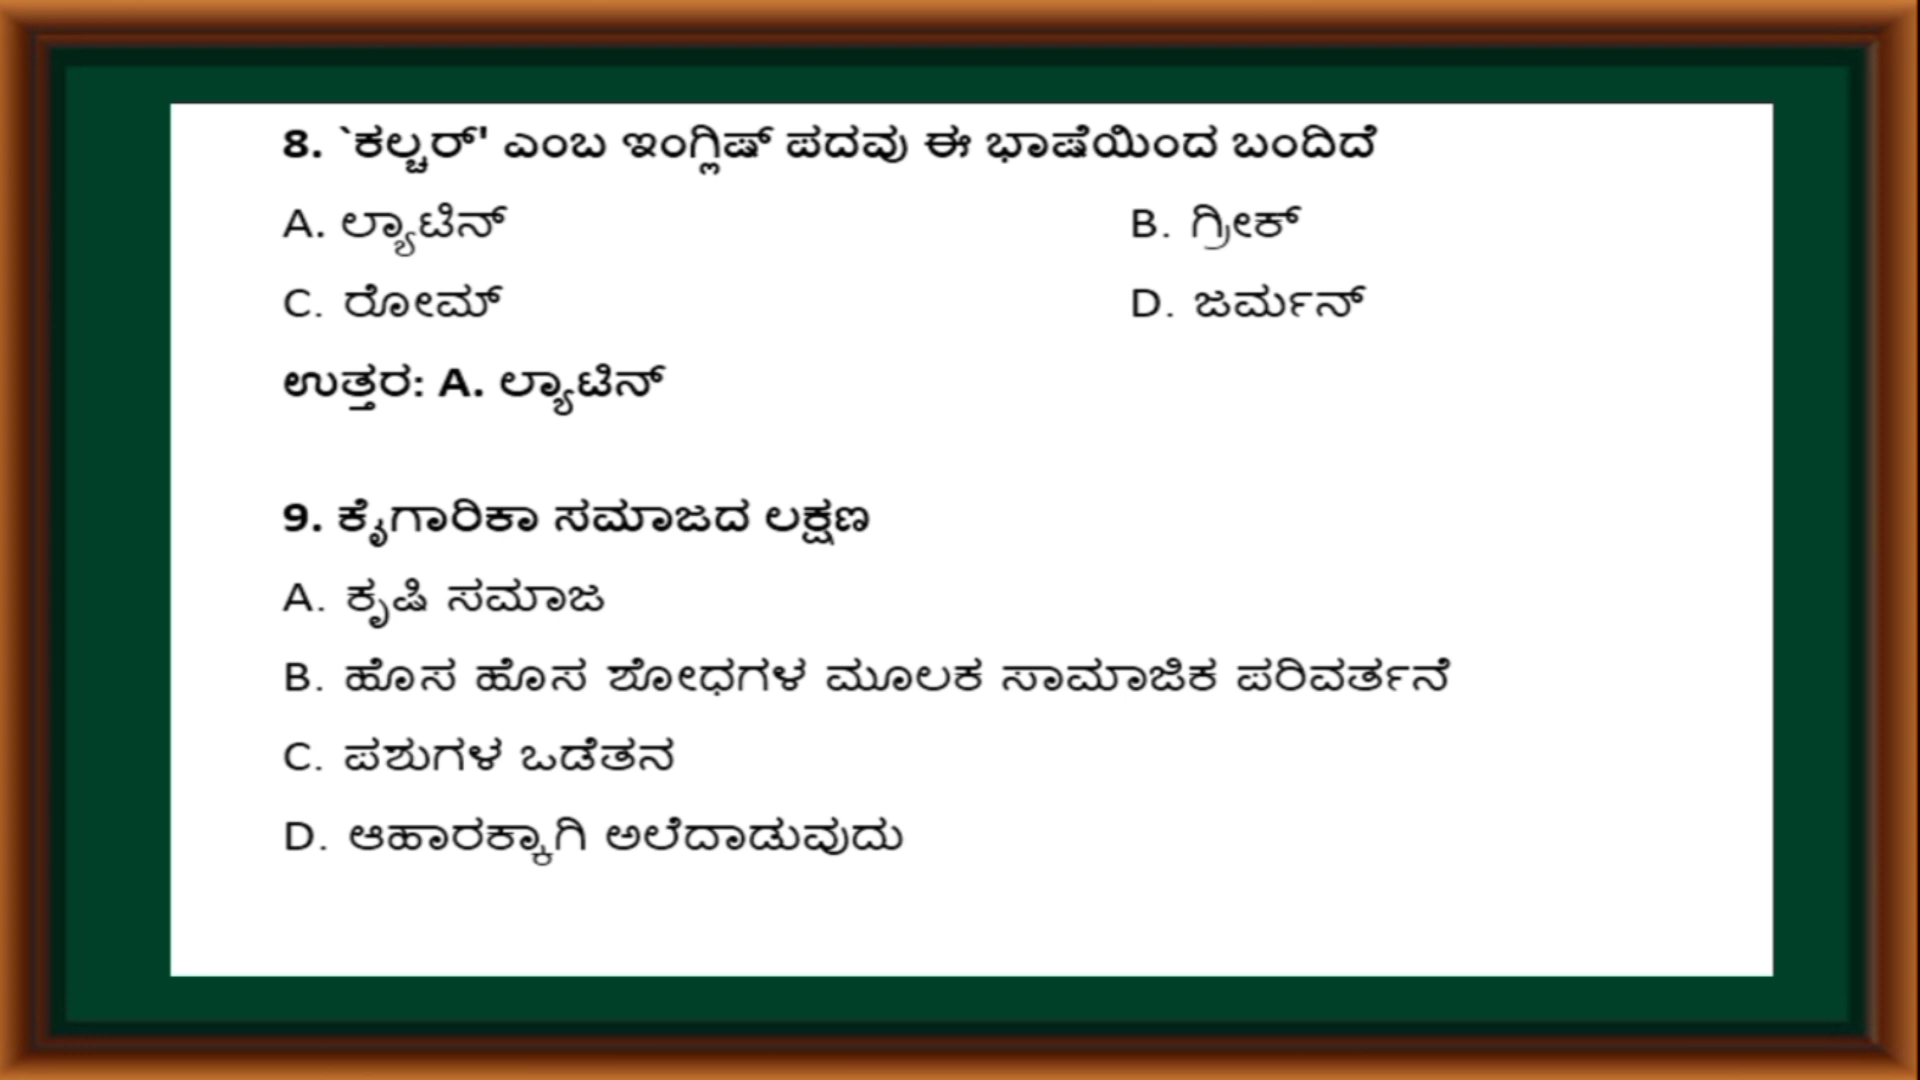 8. `ಕಲ್ಚರ್' ಎಂಬ ಇಂಗ್ಲಿಷ್ ಪದವು ಈ ಭಾಷೆಯಿಂದ ಬಂದಿದೆ
A. ಲ್ಯಾಟಿನ್ B. ಗ್ರೀಕ್
C. ರೋಮ್ D. ಜರ್ಮನ್
ಉತ್ತರ: A. ಲ್ಯಾಟಿನ್
9. ಕೈಗಾರಿಕಾ ಸಮಾಜದ ಲಕ್ಷಣ
A. ಕೃಷಿ ಸಮಾಜ
B. ಹೊಸ ಹೊಸ ಶೋಧಗಳ ಮೂಲಕ ಸಾಮಾಜಿಕ ಪರಿವರ್ತನೆ
C. ಪಶುಗಳ ಒಡೆತನ
D. ಆಹಾರಕ್ಕಾಗಿ ಅಲೆದಾಡುವುದು